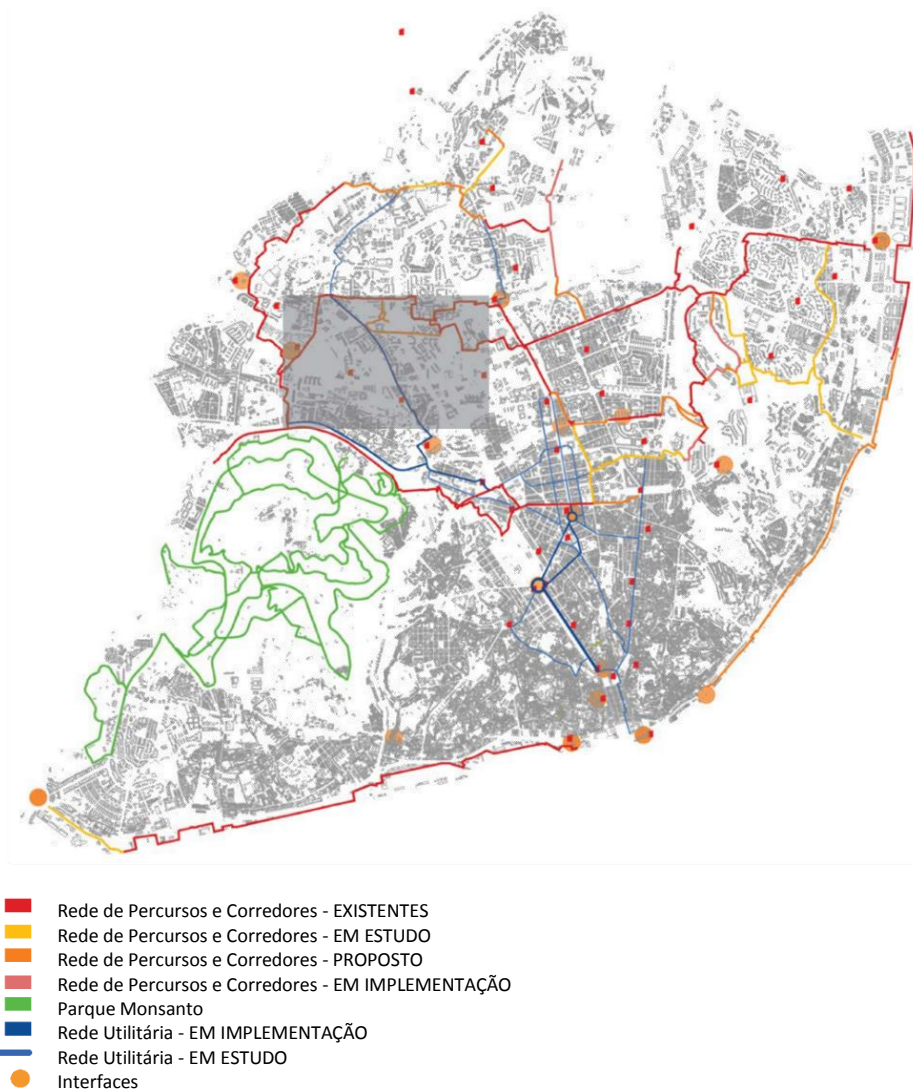 Rede de Percursos e Corredores - EXISTENTES
Rede de Percursos e Corredores - EM ESTUDO
Rede de Percursos e Corredores - PROPOSTO
Rede de Percursos e Corredores - EM IMPLEMENTAÇÃO
Parque Monsanto
Rede Utilitária - EM IMPLEMENTAÇÃO
Rede Utilitária - EM ESTUDO
Interfaces